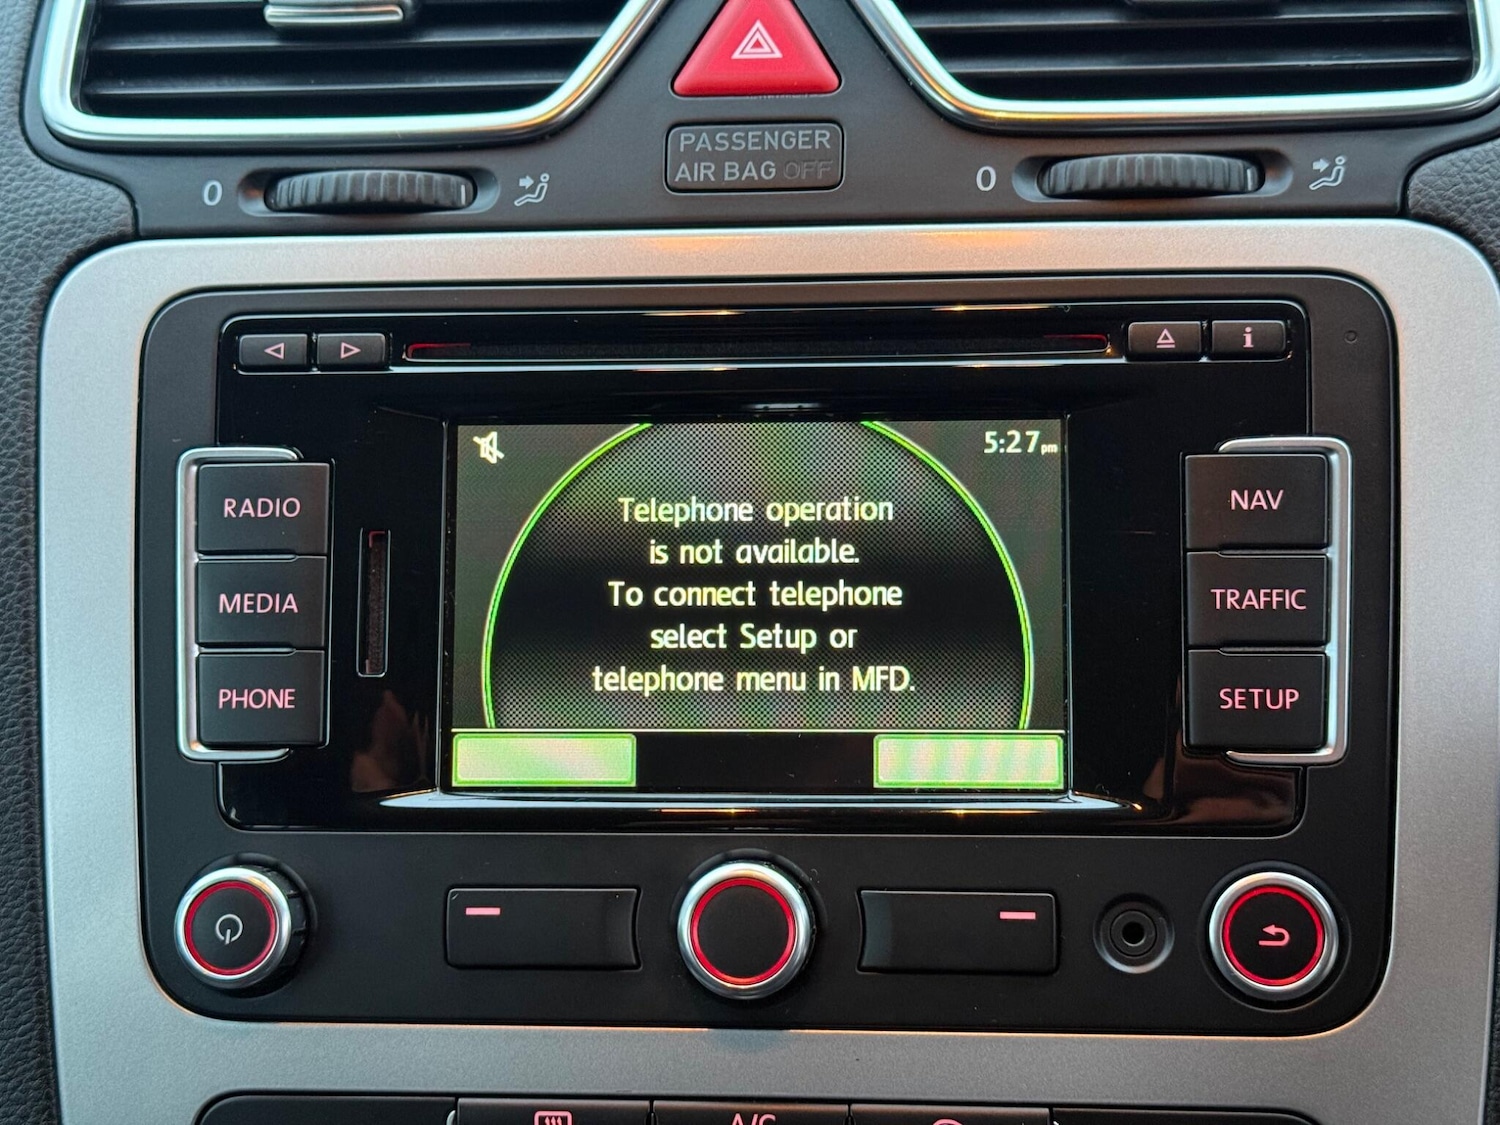 PASSENGER
AIR BAG OFF
0
0
i
5:27pm
RADIO
MEDIA
PHONE
Telephone operation
is not available.
To connect telephone
select Setup or
telephone menu in MFD.
NAV
TRAFFIC
SETUP
A/C